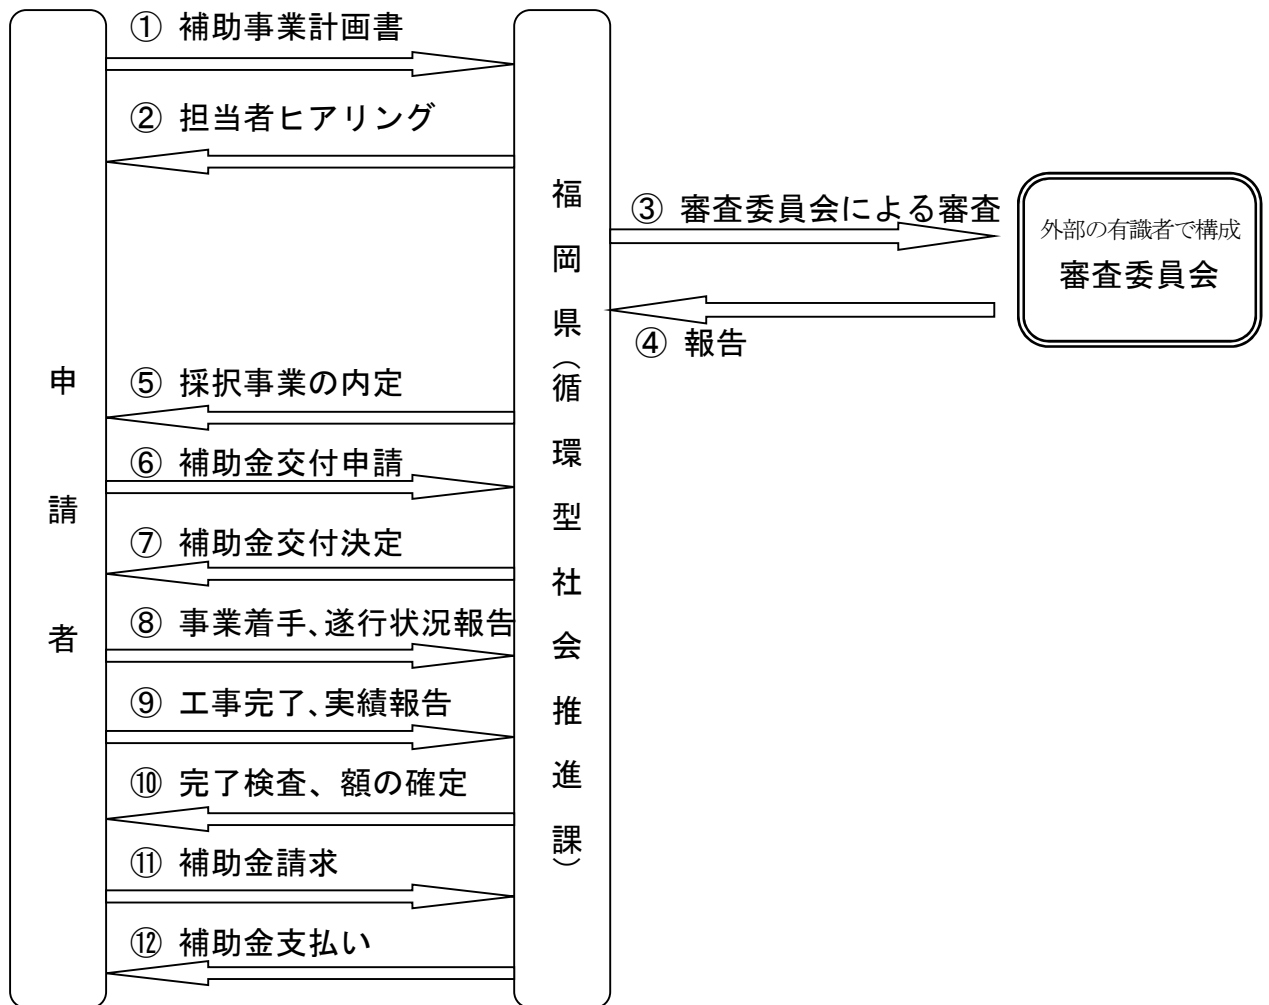 ① 補助事業計画書
② 担当者ヒアリング
③ 審査委員会による審査
外部の有識者で構成
審査委員会
④ 報告
⑤ 採択事業の内定
⑥ 補助金交付申請
⑦ 補助金交付決定
⑧ 事業着手、遂行状況報告
⑨ 工事完了、実績報告
⑩ 完了検査、額の確定
⑪ 補助金請求
⑫ 補助金支払い
申請者
福岡県(循環型社会推進課)